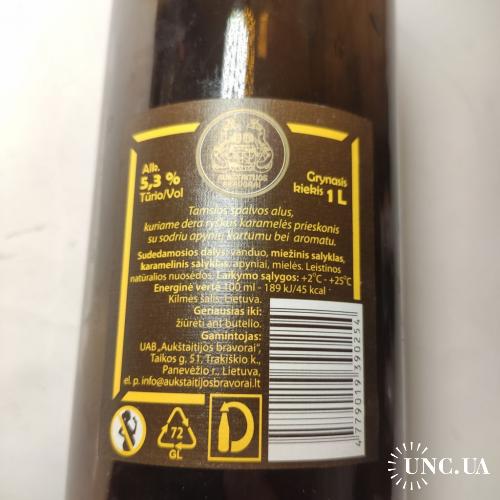 AUKŠTAITIJOS
BRAVORAI
Alk.
5,3 %
Tūrio/Vol
Grynasis
kiekis 1 L
Tamsios spalvos alus,
kuriame dera ryškus karamelės prieskonis
su sodriu apynių kartumu bei aromatu.
Sudedamosios dalys: vanduo, miežinis salyklas,
karamelinis salyklas, apyniai, mielės. Leistinos
natūralios nuosėdos. Laikymo sąlygos: +2°C - +25°C
Energinė vertė 100 ml - 189 kJ/45 kcal
Kilmės šalis: Lietuva.
Geriausias iki:
žiūrėti ant butelio.
Gamintojas:
UAB „Aukštaitijos bravorai",
Taikos g. 51, Trakiškio k.,
Panevėžio r., Lietuva,
el. p. info@aukstaitijosbravorai.lt
4779019390254
72
GL
D
UNC.UA